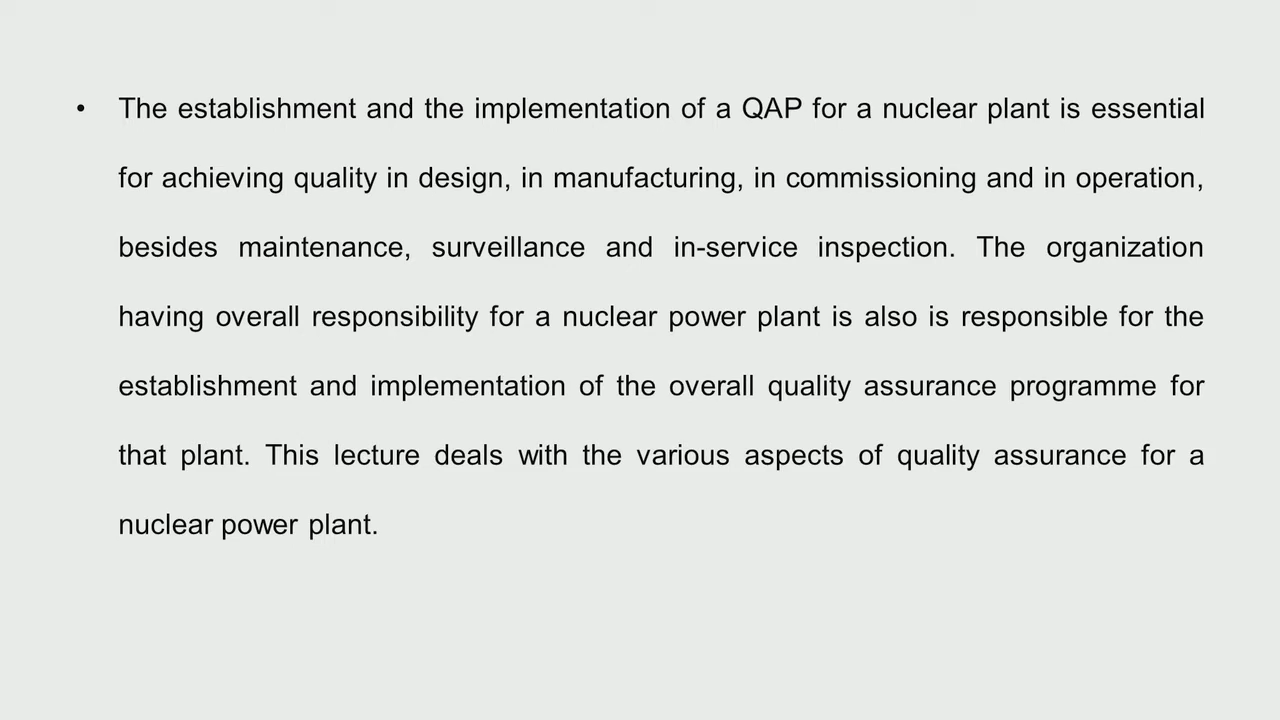 • The establishment and the implementation of a QAP for a nuclear plant is essential
for achieving quality in design, in manufacturing, in commissioning and in operation,
besides maintenance, surveillance and in-service inspection. The organization
having overall responsibility for a nuclear power plant is also is responsible for the
establishment and implementation of the overall quality assurance programme for
that plant. This lecture deals with the various aspects of quality assurance for a
nuclear power plant.